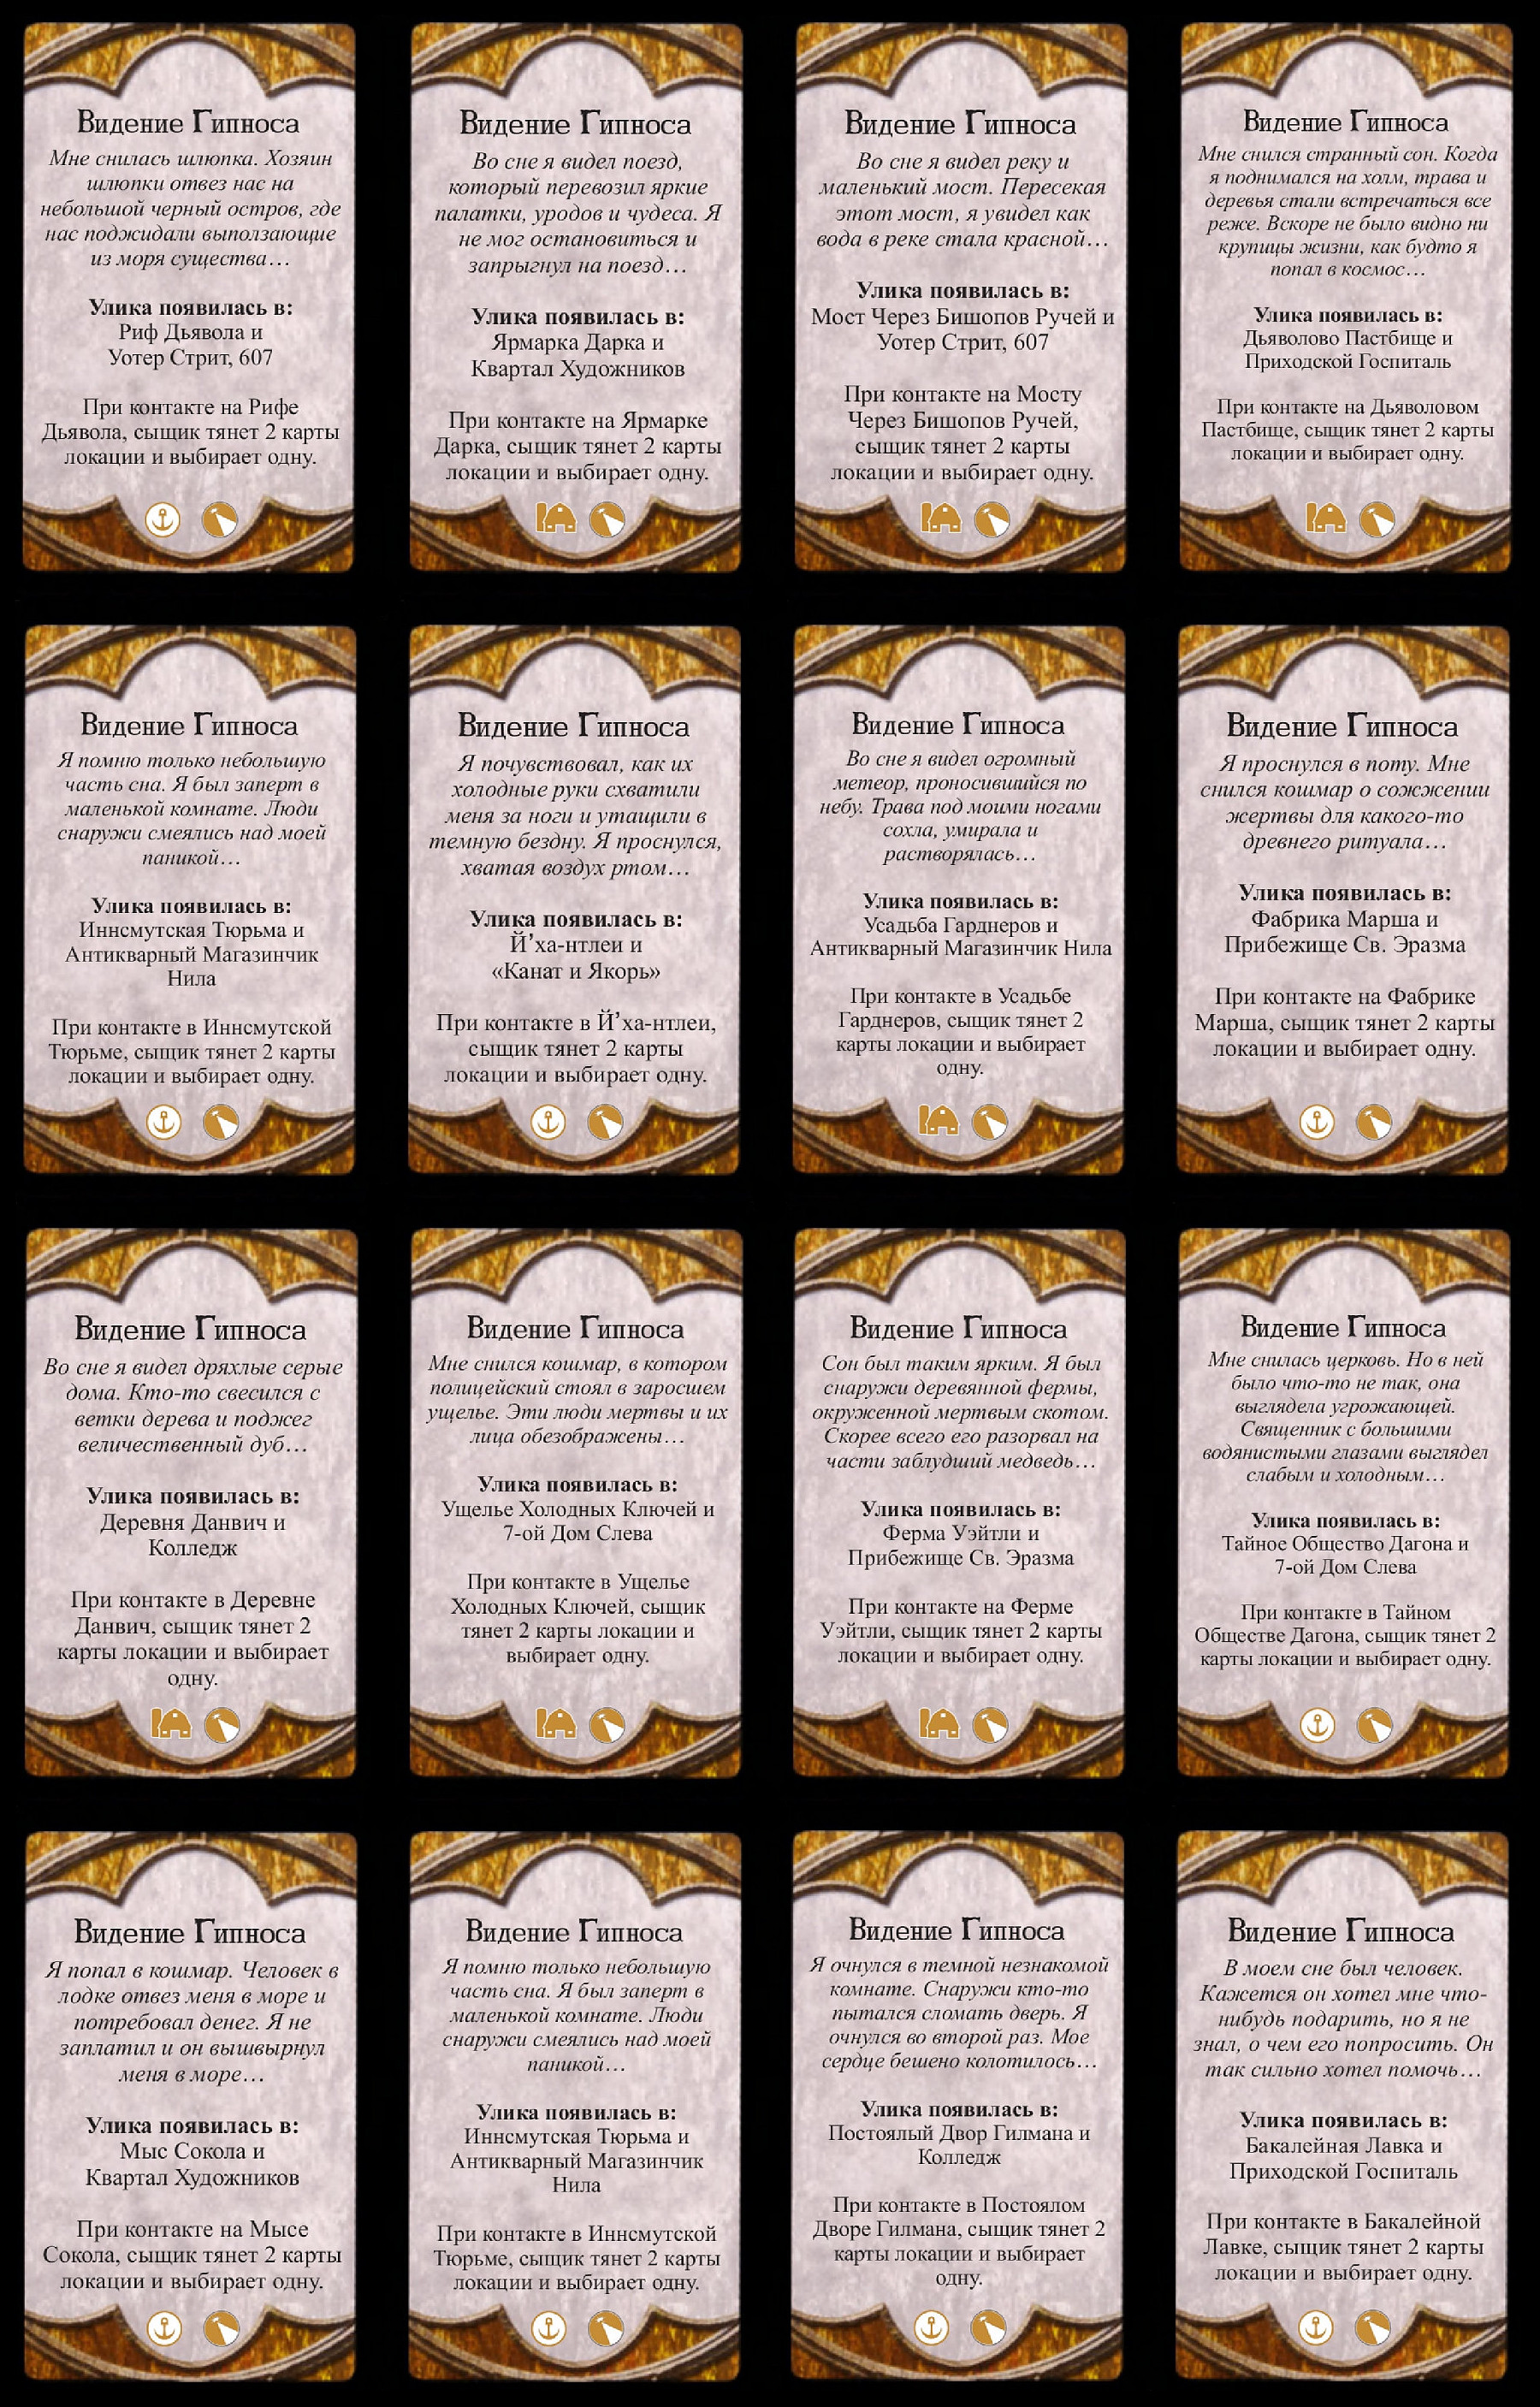 Видение Гипноса
Мне снилась шлюпка. Хозяин
шлюпки отвез нас на
небольшой черный остров, где
нас поджидали выползающие
из моря существа…
Улика появилась в:
Риф Дьявола и
Уотер Стрит, 607
При контакте на Рифе
Дьявола, сыщик тянет 2 карты
локации и выбирает одну.
Видение Гипноса
Во сне я видел поезд,
который перевозил яркие
палатки, уродов и чудеса. Я
не мог остановиться и
запрыгнул на поезд…
Улика появилась в:
Ярмарка Дарка и
Квартал Художников
При контакте на Ярмарке
Дарка, сыщик тянет 2 карты
локации и выбирает одну.
Видение Гипноса
Во сне я видел реку и
маленький мост. Пересекая
этот мост, я увидел как
вода в реке стала красной…
Улика появилась в:
Мост Через Бишопов Ручей и
Уотер Стрит, 607
При контакте на Мосту
Через Бишопов Ручей,
сыщик тянет 2 карты
локации и выбирает одну.
Видение Гипноса
Мне снился странный сон. Когда
я поднимался на холм, трава и
деревья стали встречаться все
реже. Вскоре не было видно ни
крупицы жизни, как будто я
попал в космос…
Улика появилась в:
Дьяволово Пастбище и
Приходской Госпиталь
При контакте на Дьяволовом
Пастбище, сыщик тянет 2 карты
локации и выбирает одну.
Видение Гипноса
Я помню только небольшую
часть сна. Я был заперт в
маленькой комнате. Люди
снаружи смеялись над моей
паникой…
Улика появилась в:
Иннсмутская Тюрьма и
Антикварный Магазинчик
Нила
При контакте в Иннсмутской
Тюрьме, сыщик тянет 2 карты
локации и выбирает одну.
Видение Гипноса
Я почувствовал, как их
холодные руки схватили
меня за ноги и утащили в
темную бездну. Я проснулся,
хватая воздух ртом…
Улика появилась в:
Й’ха-нтлеи и
«Канат и Якорь»
При контакте в Й’ха-нтлеи,
сыщик тянет 2 карты
локации и выбирает одну.
Видение Гипноса
Во сне я видел огромный
метеор, проносившийся по
небу. Трава под моими ногами
сохла, умирала и
растворялась…
Улика появилась в:
Усадьба Гарднеров и
Антикварный Магазинчик Нила
При контакте в Усадьбе
Гарднеров, сыщик тянет 2
карты локации и выбирает
одну.
Видение Гипноса
Я проснулся в поту. Мне
снился кошмар о сожжении
жертвы для какого-то
древнего ритуала…
Улика появилась в:
Фабрика Марша и
Прибежище Св. Эразма
При контакте на Фабрике
Марша, сыщик тянет 2 карты
локации и выбирает одну.
Видение Гипноса
Во сне я видел дряхлые серые
дома. Кто-то свесился с
ветки дерева и поджег
величественный дуб…
Улика появилась в:
Деревня Данвич и
Колледж
При контакте в Деревне
Данвич, сыщик тянет 2
карты локации и выбирает
одну.
Видение Гипноса
Мне снился кошмар, в котором
полицейский стоял в заросшем
ущелье. Эти люди мертвы и их
лица обезображены…
Улика появилась в:
Ущелье Холодных Ключей и
7-ой Дом Слева
При контакте в Ущелье
Холодных Ключей, сыщик
тянет 2 карты локации и
выбирает одну.
Видение Гипноса
Сон был таким ярким. Я был
снаружи деревянной фермы,
окруженной мертвым скотом.
Скорее всего его разорвал на
части заблудший медведь…
Улика появилась в:
Ферма Уэйтли и
Прибежище Св. Эразма
При контакте на Ферме
Уэйтли, сыщик тянет 2 карты
локации и выбирает одну.
Видение Гипноса
Мне снилась церковь. Но в ней
было что-то не так, она
выглядела угрожающей.
Священник с большими
водянистыми глазами выглядел
слабым и холодным…
Улика появилась в:
Тайное Общество Дагона и
7-ой Дом Слева
При контакте в Тайном
Обществе Дагона, сыщик тянет 2
карты локации и выбирает одну.
Видение Гипноса
Я попал в кошмар. Человек в
лодке отвез меня в море и
потребовал денег. Я не
заплатил и он вышвырнул
меня в море…
Улика появилась в:
Мыс Сокола и
Квартал Художников
При контакте на Мысе
Сокола, сыщик тянет 2 карты
локации и выбирает одну.
Видение Гипноса
Я помню только небольшую
часть сна. Я был заперт в
маленькой комнате. Люди
снаружи смеялись над моей
паникой…
Улика появилась в:
Иннсмутская Тюрьма и
Антикварный Магазинчик
Нила
При контакте в Иннсмутской
Тюрьме, сыщик тянет 2 карты
локации и выбирает одну.
Видение Гипноса
Я очнулся в темной незнакомой
комнате. Снаружи кто-то
пытался сломать дверь. Я
очнулся во второй раз. Мое
сердце бешено колотилось…
Улика появилась в:
Постоялый Двор Гилмана и
Колледж
При контакте в Постоялом
Дворе Гилмана, сыщик тянет 2
карты локации и выбирает
одну.
Видение Гипноса
В моем сне был человек.
Кажется он хотел мне что-
нибудь подарить, но я не
знал, о чем его попросить. Он
так сильно хотел помочь…
Улика появилась в:
Бакалейная Лавка и
Приходской Госпиталь
При контакте в Бакалейной
Лавке, сыщик тянет 2 карты
локации и выбирает одну.